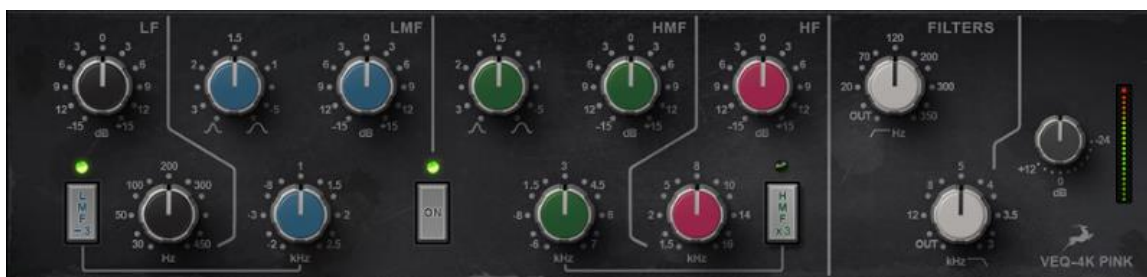 LF LMF HMF HF FILTERS
0 1.5 0 1.5 0 0 120
3 3 2 1 3 3 2 1 3 3 3 3 70 200
6 6 6 6 6 6 6 6
9 9 9 9 9 9 9 9 20 300
12 12 3 .5 12 12 3 .5 12 12 12 12
-15 +15 -15 +15 -15 +15 -15 +15 OUT 350
dB dB dB dB Hz
-24
+12
0
dB
LMF ÷3 ON HMF x3
200 1 3 8 5
100 300 .8 1.5 1.5 4.5 5 10 8 4
50 .3 2 .8 6 2 14 12 3.5
30 450 .2 2.5 .6 7 1.5 16 OUT 3
Hz kHz kHz kHz kHz
VEQ-4K PINK